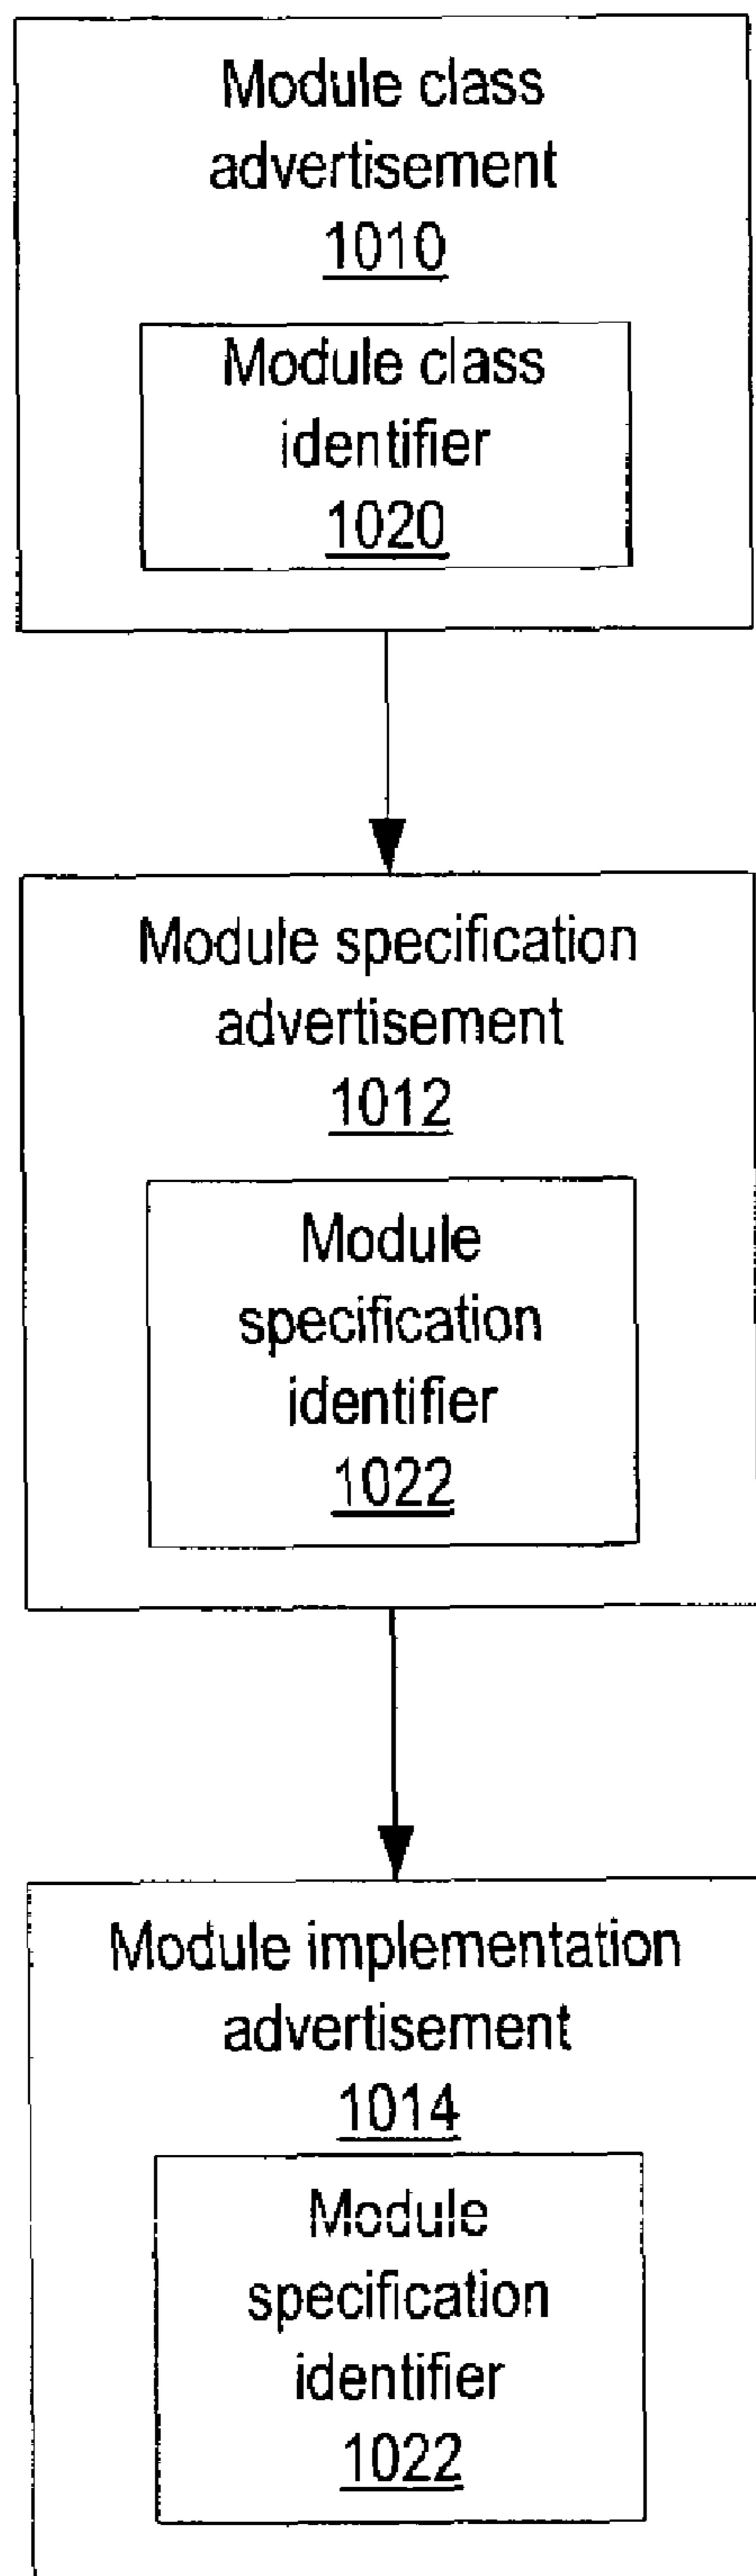 Module class
advertisement
1010
Module class
identifier
1020
Module specification
advertisement
1012
Module
specification
identifier
1022
Module implementation
advertisement
1014
Module
specification
identifier
1022